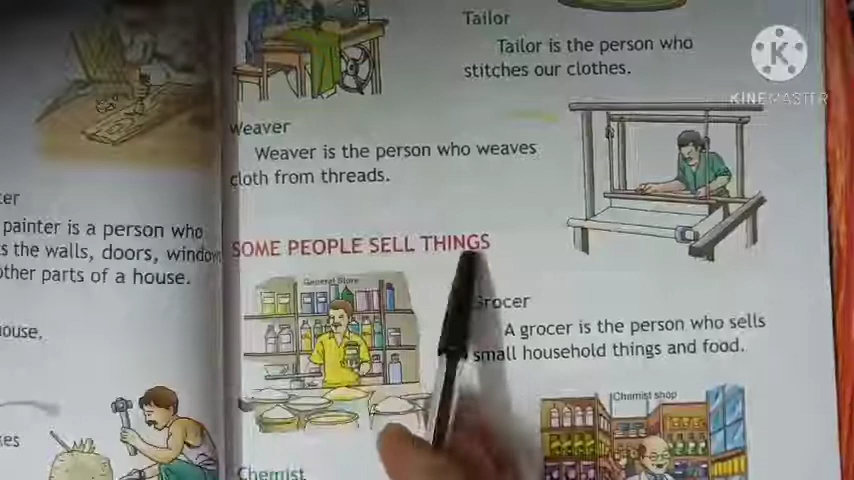 Tailor
Tailor is the person who
stitches our clothes.
KINEMASTER
Weaver
Weaver is the person who weaves
cloth from threads.
painter is a person who
the walls, doors, window
other parts of a house.
SOME PEOPLE SELL THINGS
General Store
Grocer
A grocer is the person who sells
small household things and food.
Chemist shop
Chemist